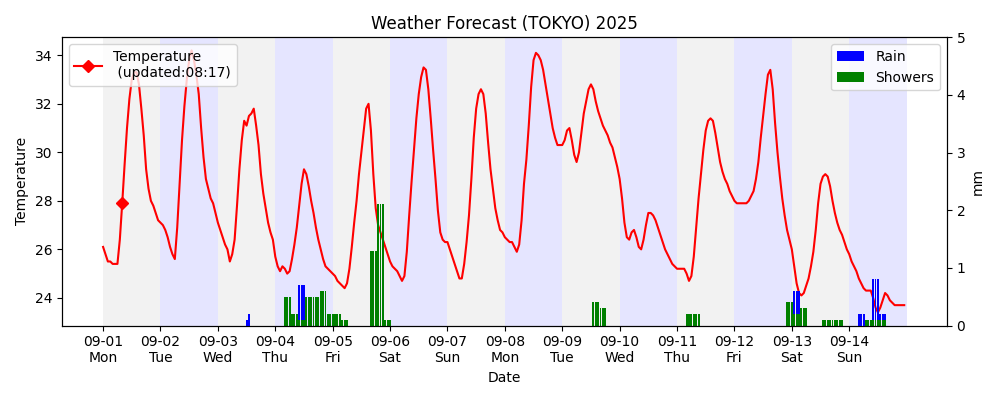 Weather Forecast (TOKYO) 2025
Temperature
(updated:08:17)
Rain
Showers
Temperature
34
32
30
28
26
24
5
4
3
2
1
0
mm
09-01 09-02 09-03 09-04 09-05 09-06 09-07 09-08 09-09 09-10 09-11 09-12 09-13 09-14
Mon Tue Wed Thu Fri Sat Sun Mon Tue Wed Thu Fri Sat Sun
Date